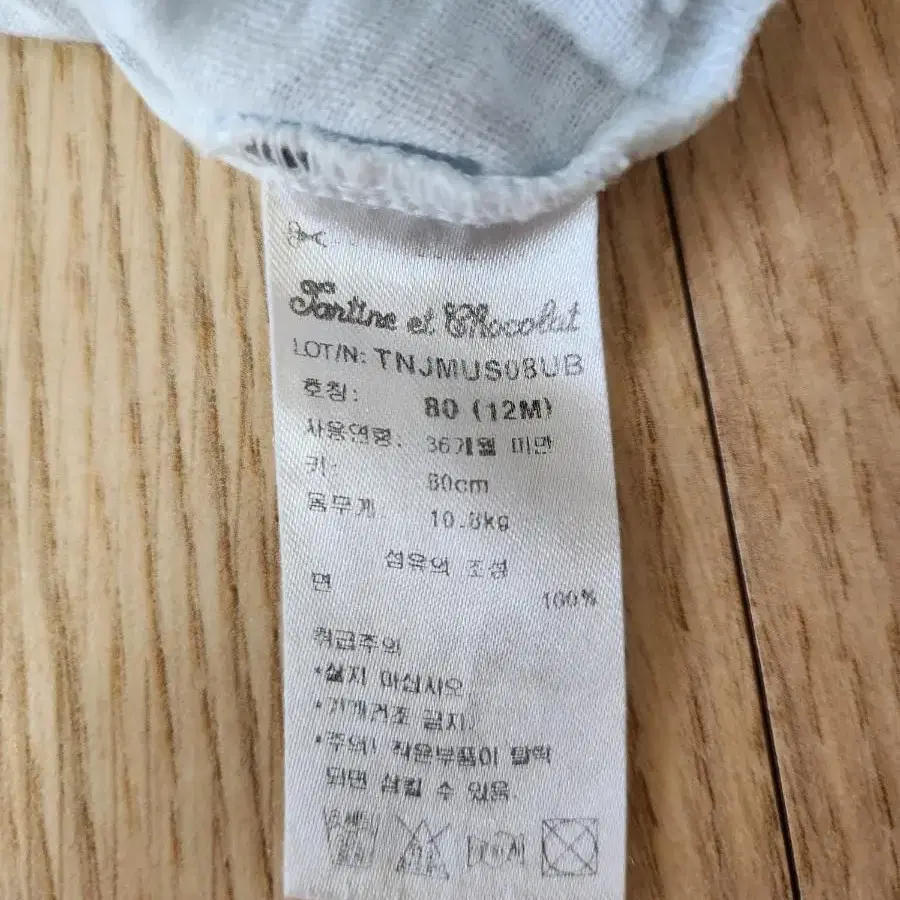 Tartine et Chocolat
LOT/N: TNJMUS08UB
호칭: 80 (12M)
사용연령: 36개월 미만
키: 80cm
몸무게 10.8kg
섬유의 조성
면 100%
취급주의
*삶지 마십시오
*기계건조 금지.
*주의! 작은부품이 탈락
되면 삼킬 수 있음.